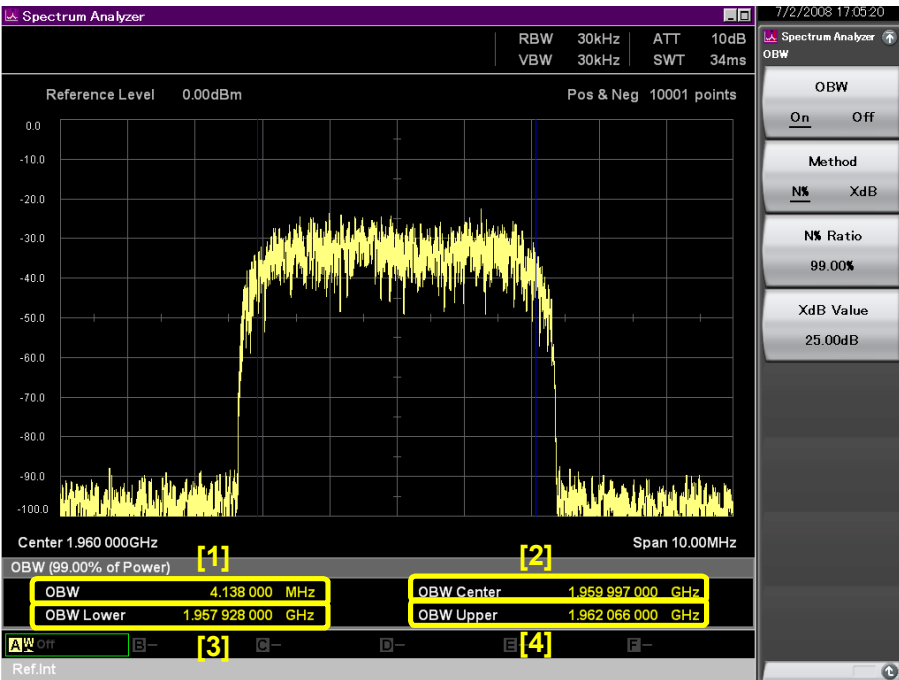 Spectrum Analyzer
7/2/2008 17:05:20
RBW 30kHz ATT 10dB
VBW 30kHz SWT 34ms
Spectrum Analyzer
OBW
Reference Level 0.00dBm Pos & Neg 10001 points
OBW
On Off
Method
N% XdB
N% Ratio
99.00%
XdB Value
25.00dB
0.0
-10.0
-20.0
-30.0
-40.0
-50.0
-60.0
-70.0
-80.0
-90.0
-100.0
Center 1.960 000GHz Span 10.00MHz
[1] [2]
OBW (99.00% of Power)
OBW 4.138 000 MHz OBW Center 1.959 997 000 GHz
OBW Lower 1.957 928 000 GHz OBW Upper 1.962 066 000 GHz
[3] [4]
A W Off B- C- D- E- F-
Ref.Int